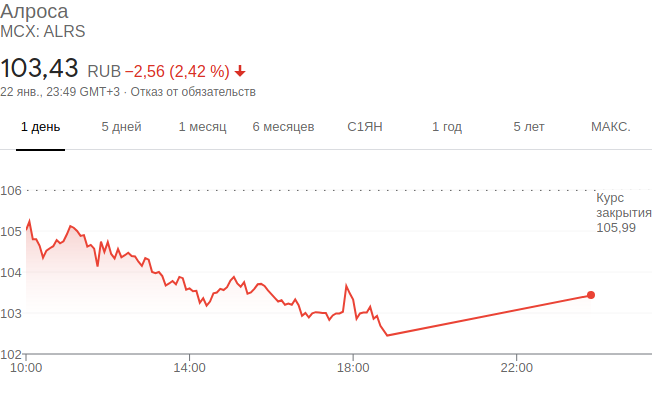 Алроса
MCX: ALRS
103,43 RUB −2,56 (2,42 %)
22 янв., 23:49 GMT+3 · Отказ от обязательств
1 день 5 дней 1 месяц 6 месяцев С1ЯН 1 год 5 лет МАКС.
106
Курс
закрытия
105,99
105
104
103
102
10:00 14:00 18:00 22:00